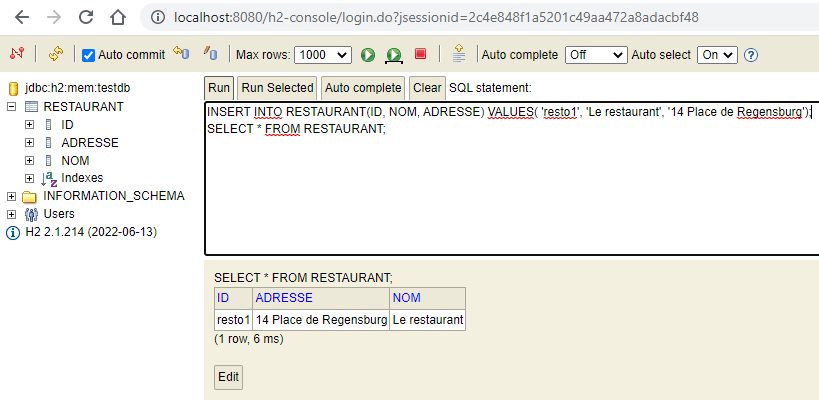 localhost:8080/h2-console/login.do?jsessionid=2c4e848f1a5201c49aa472a8adacbf48
Auto commit Max rows: 1000 Auto complete Off Auto select On ?
jdbc:h2:mem:testdb
RESTAURANT
ID
ADRESSE
NOM
Indexes
INFORMATION_SCHEMA
Users
H2 2.1.214 (2022-06-13)
Run Run Selected Auto complete Clear SQL statement:
INSERT INTO RESTAURANT(ID, NOM, ADRESSE) VALUES( 'resto1', 'Le restaurant', '14 Place de Regensburg');
SELECT * FROM RESTAURANT;
SELECT * FROM RESTAURANT;
ID ADRESSE NOM
resto1 14 Place de Regensburg Le restaurant
(1 row, 6 ms)
Edit